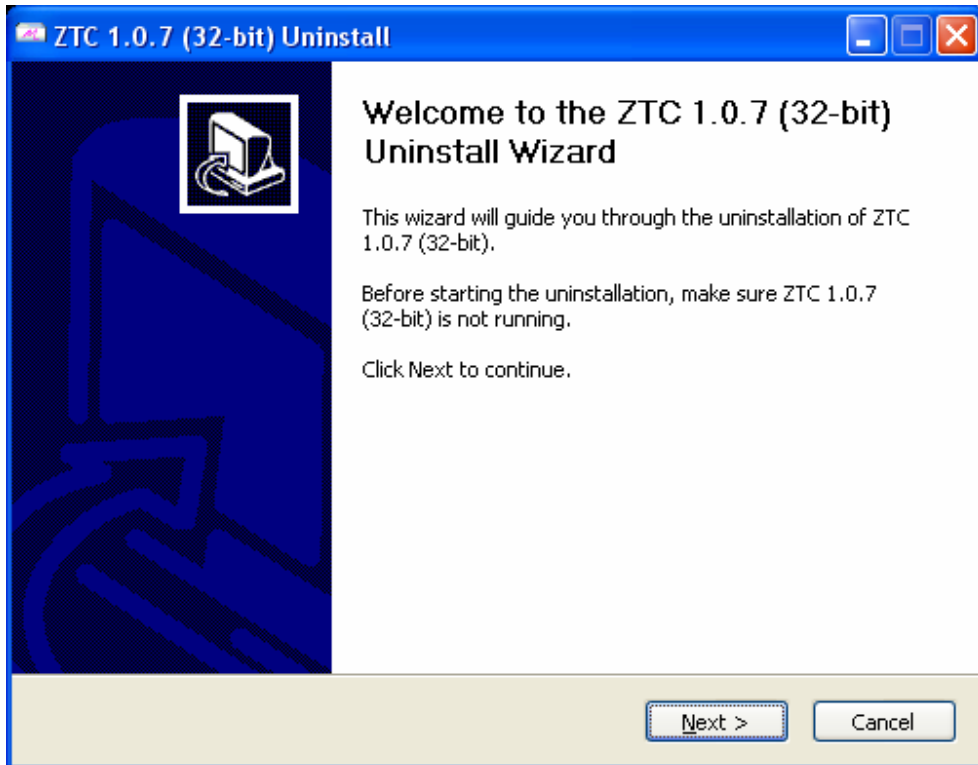 ZTC 1.0.7 (32-bit) Uninstall
Welcome to the ZTC 1.0.7 (32-bit)
Uninstall Wizard
This wizard will guide you through the uninstallation of ZTC
1.0.7 (32-bit).
Before starting the uninstallation, make sure ZTC 1.0.7
(32-bit) is not running.
Click Next to continue.
Next >
Cancel